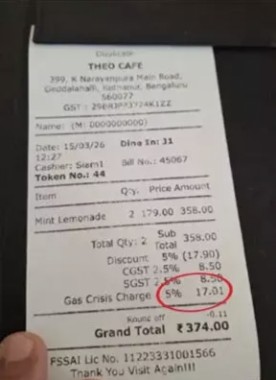 Duplicate
THEO CAFE
399, K Narayanpura Main Road,
Bengaluru
560077
GST :
Name: (M: 0000000000)
Date: 15/03/26 Dine In: 31
12:27
Cashier: Siam1 Bill No.: 45067
Token No.: 44
Item Qty. Price Amount
Mint Lemonade 2 179.00 358.00
Total Qty: 2 Sub Total 358.00
Discount 5% (17.90)
CGST 2.5% 8.50
SGST 2.5% 8.50
Gas Crisis Charge 5% 17.01
Round off -0.11
Grand Total ₹374.00
FSSAI Lic No. 11223331001566
Thank You Visit Again!!!